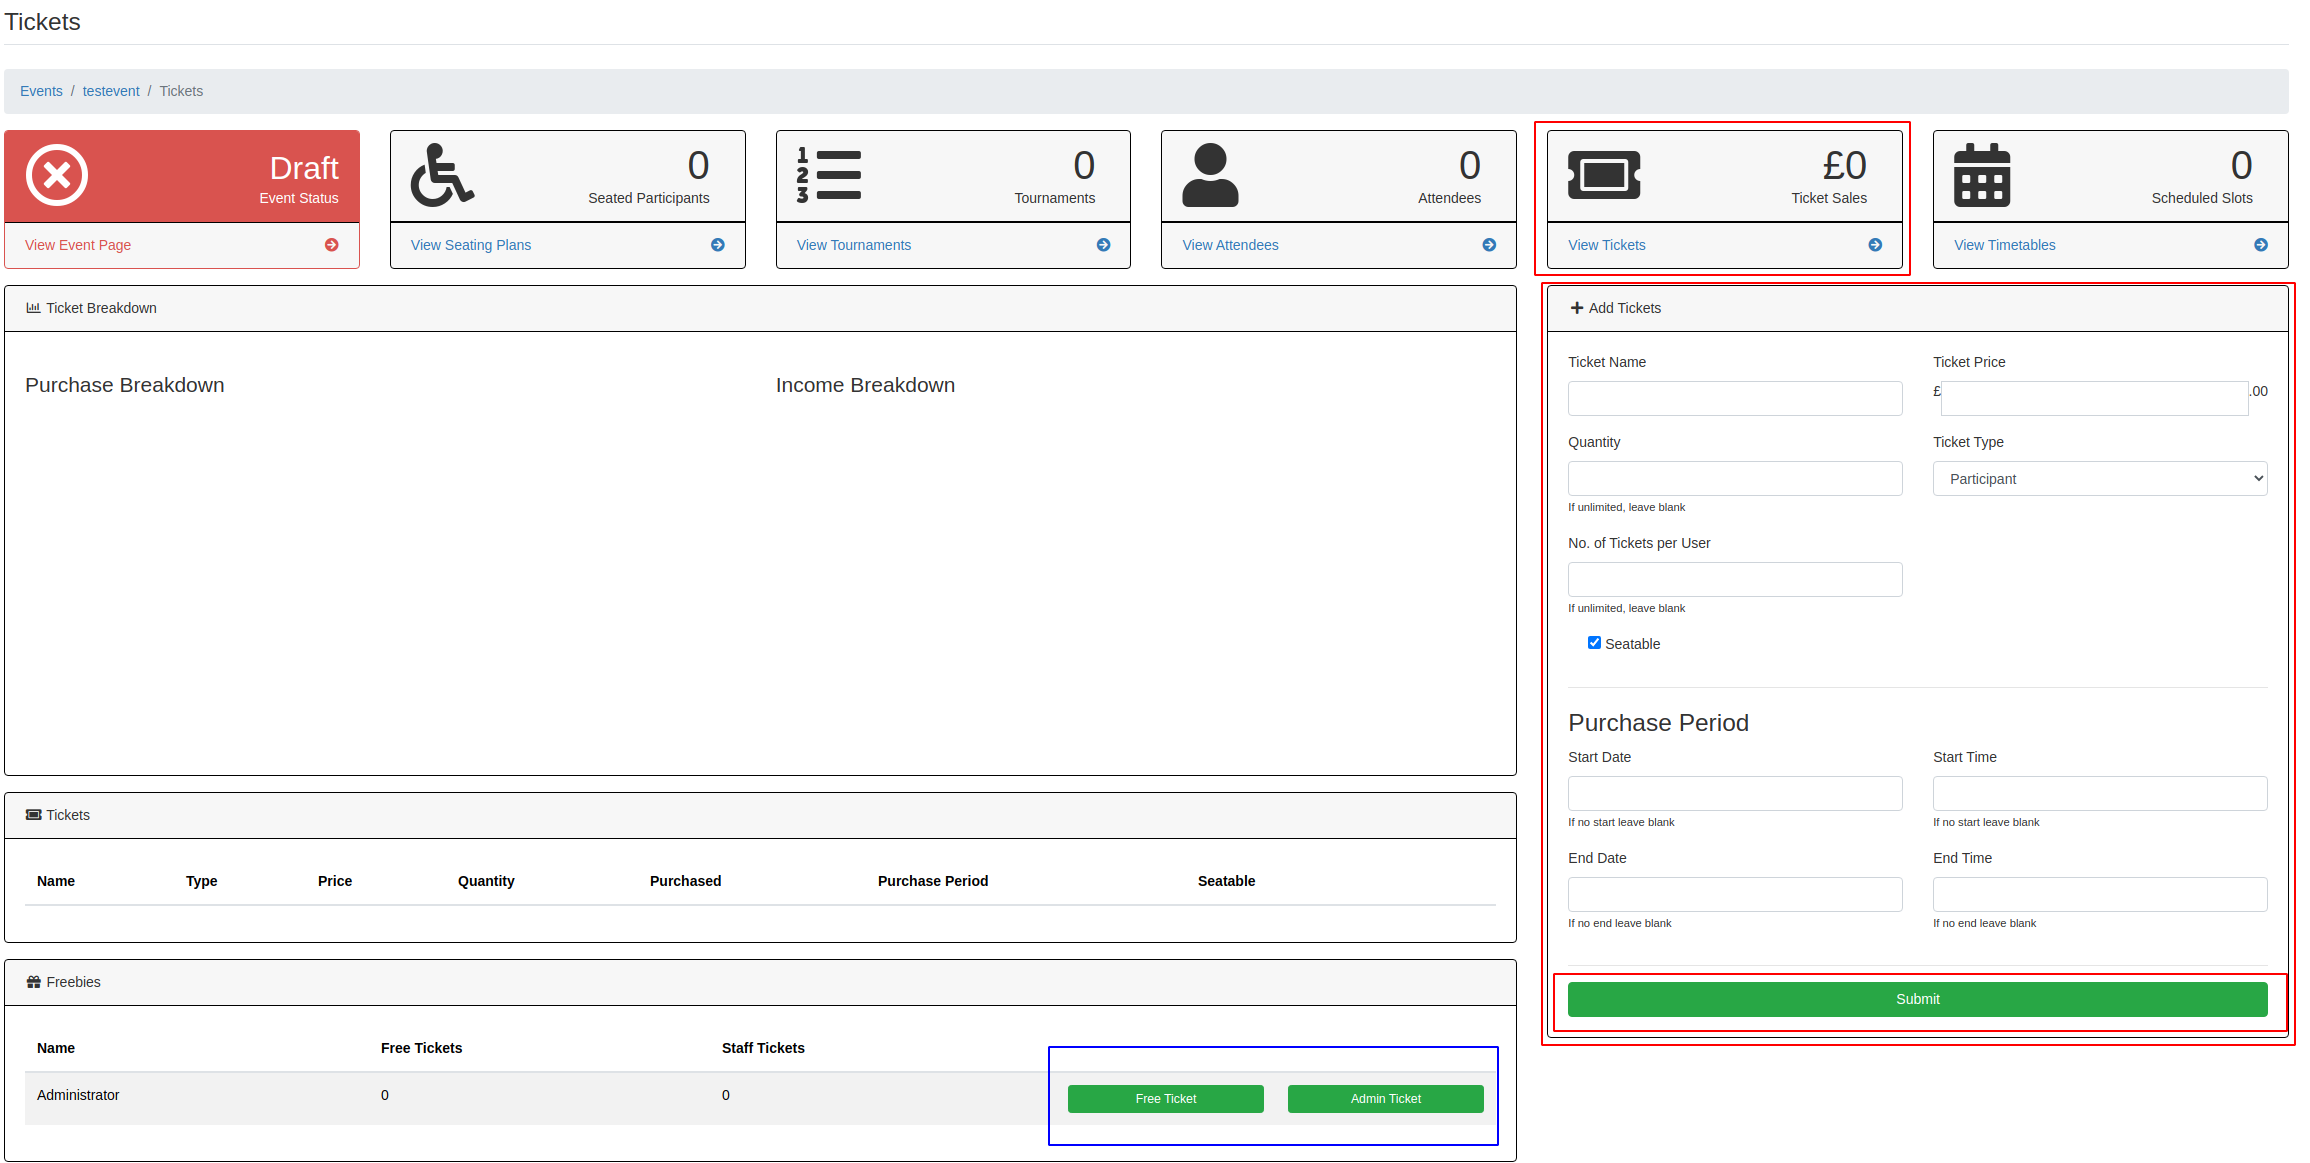 Tickets
Events / testevent / Tickets
Draft
Event Status
View Event Page
0
Seated Participants
View Seating Plans
1
2
3
0
Tournaments
View Tournaments
0
Attendees
View Attendees
£0
Ticket Sales
View Tickets
0
Scheduled Slots
View Timetables
Ticket Breakdown
Purchase Breakdown
Income Breakdown
Tickets
Name Type Price Quantity Purchased Purchase Period Seatable
Freebies
Name Free Tickets Staff Tickets
Administrator 0 0 Free Ticket Admin Ticket
Add Tickets
Ticket Name
Ticket Price
£ .00
Quantity
If unlimited, leave blank
Ticket Type
Participant
No. of Tickets per User
If unlimited, leave blank
Seatable
Purchase Period
Start Date
If no start leave blank
Start Time
If no start leave blank
End Date
If no end leave blank
End Time
If no end leave blank
Submit